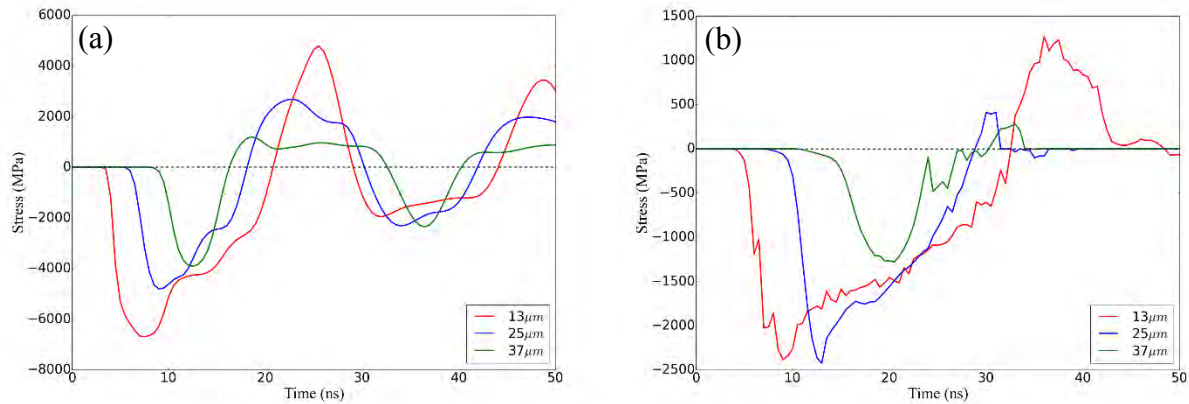 (a)
6000
4000
2000
0
−2000
−4000
−6000
−8000
Stress (MPa)
0 10 20 30 40 50
Time (ns)
13μm
25μm
37μm
(b)
1500
1000
500
0
−500
−1000
−1500
−2000
−2500
Stress (MPa)
0 10 20 30 40 50
Time (ns)
13μm
25μm
37μm